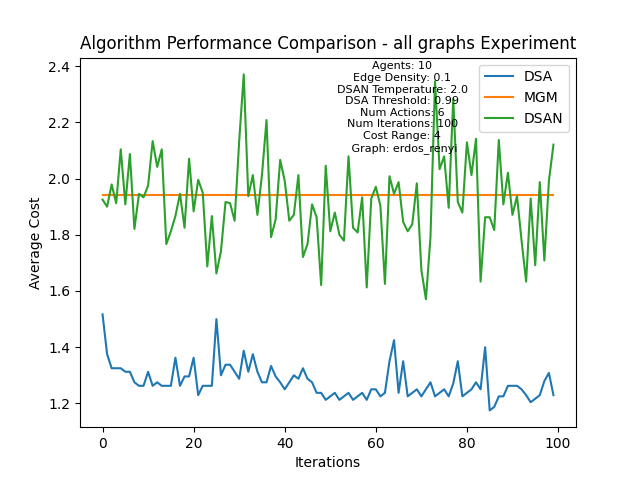 Algorithm Performance Comparison - all graphs Experiment
Agents: 10
Edge Density: 0.1
DSAN Temperature: 2.0
DSA Threshold: 0.99
Num Actions: 6
Num Iterations: 100
Cost Range: 4
Graph: erdos_renyi
DSA
MGM
DSAN
2.4
2.2
2.0
1.8
1.6
1.4
1.2
Average Cost
0
20
40
60
80
100
Iterations